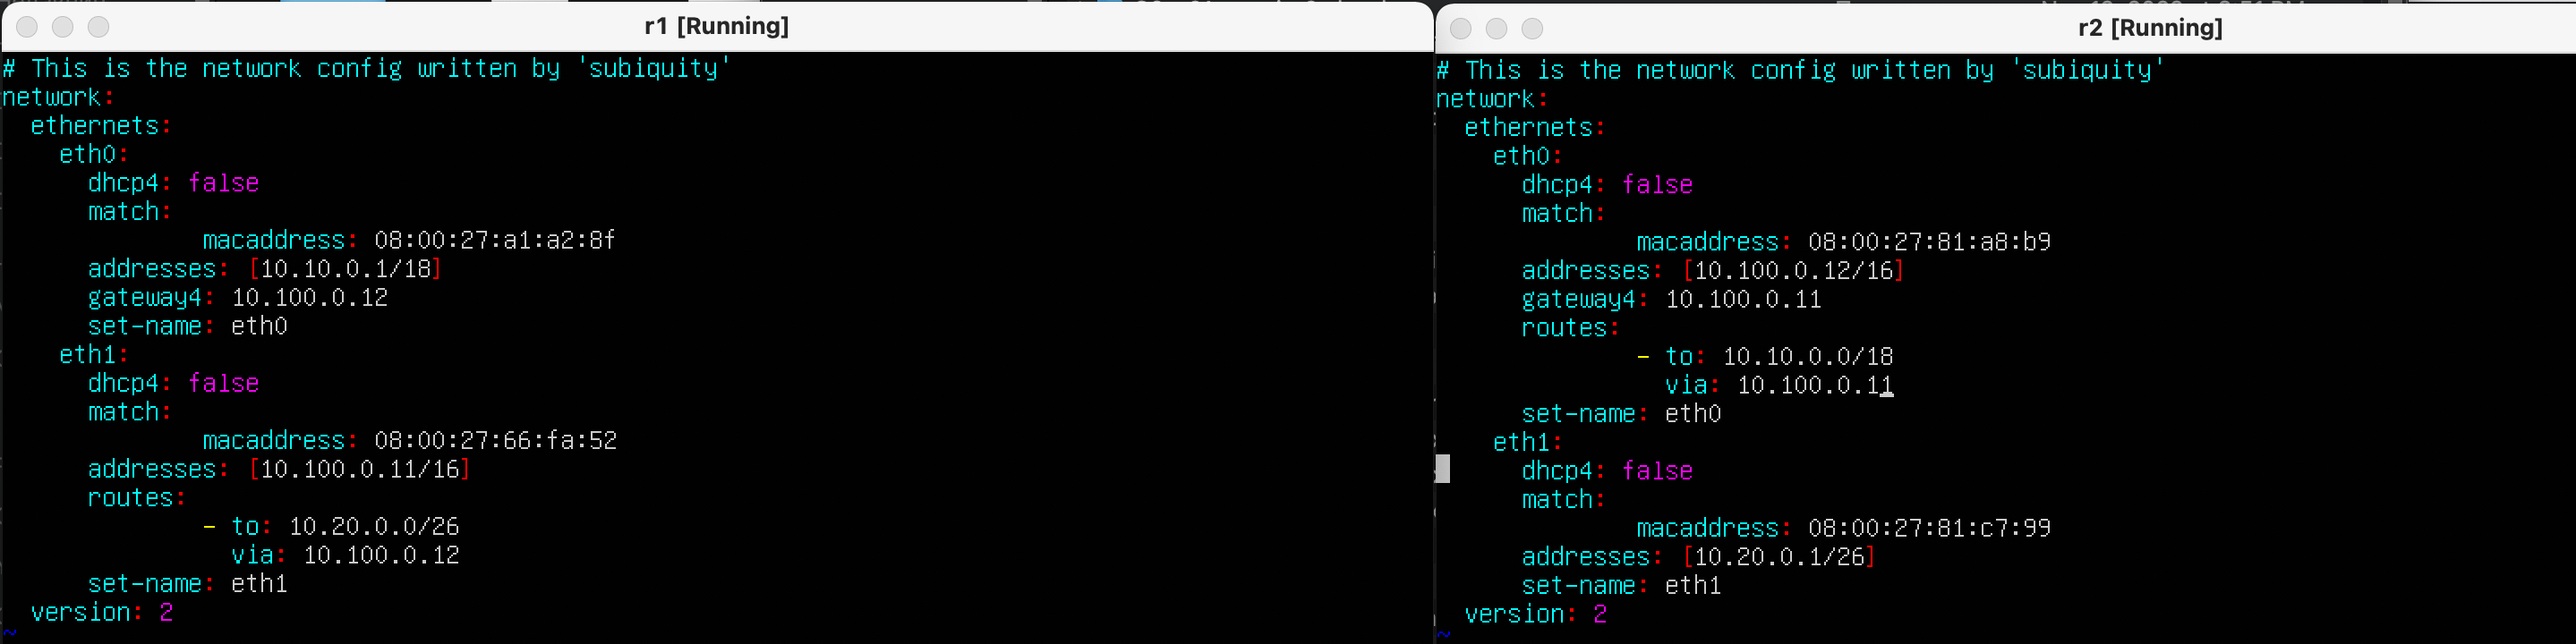 r1 [Running]
# This is the network config written by 'subiquity'
network:
  ethernets:
    eth0:
      dhcp4: false
      match:
              macaddress: 08:00:27:a1:a2:8f
      addresses: [10.10.0.1/18]
      gateway4: 10.100.0.12
      set-name: eth0
    eth1:
      dhcp4: false
      match:
              macaddress: 08:00:27:66:fa:52
      addresses: [10.100.0.11/16]
      routes:
              - to: 10.20.0.0/26
                via: 10.100.0.12
      set-name: eth1
  version: 2
~
r2 [Running]
# This is the network config written by 'subiquity'
network:
  ethernets:
    eth0:
      dhcp4: false
      match:
              macaddress: 08:00:27:81:a8:b9
      addresses: [10.100.0.12/16]
      gateway4: 10.100.0.11
      routes:
              - to: 10.10.0.0/18
                via: 10.100.0.11
      set-name: eth0
    eth1:
      dhcp4: false
      match:
              macaddress: 08:00:27:81:c7:99
      addresses: [10.20.0.1/26]
      set-name: eth1
  version: 2
~